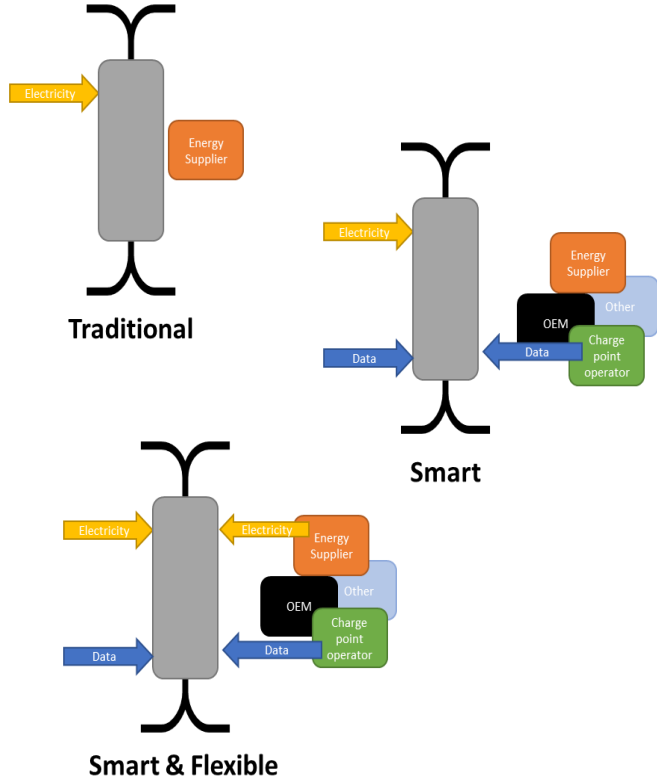 Electricity
Energy
Supplier
Traditional
Electricity
Energy
Supplier
Other
OEM
Data
Data
Charge
point
operator
Smart
Electricity
Electricity
Energy
Supplier
Other
OEM
Charge
point
operator
Data
Data
Smart & Flexible